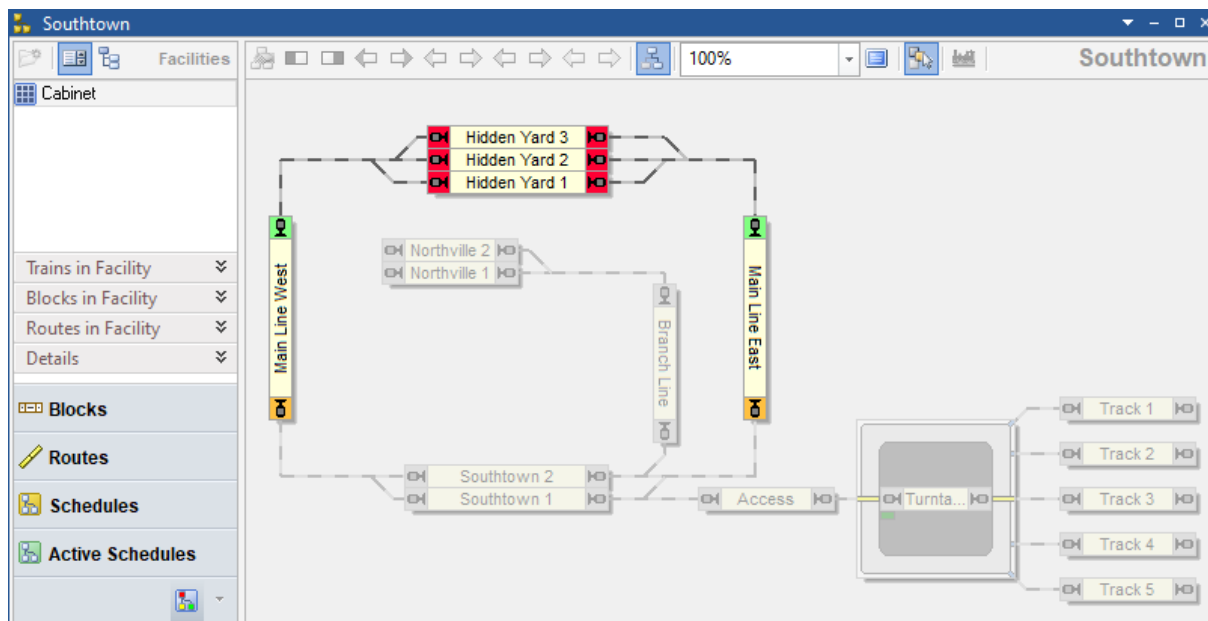 Southtown
Facilities
100%
Southtown
Cabinet
Trains in Facility
Blocks in Facility
Routes in Facility
Details
Blocks
Routes
Schedules
Active Schedules
Hidden Yard 3
Hidden Yard 2
Hidden Yard 1
Northville 2
Northville 1
Main Line West
Branch Line
Main Line East
Southtown 2
Southtown 1
Access
Turnta...
Track 1
Track 2
Track 3
Track 4
Track 5